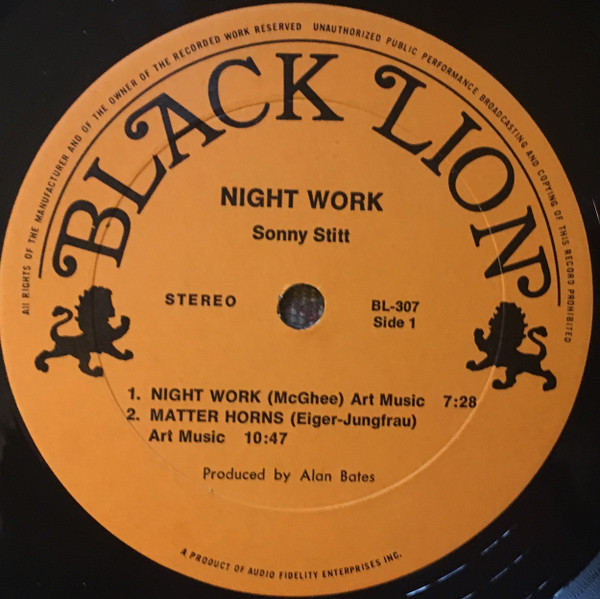 All RIGHTS OF THE MANUFACTURER AND OF THE OWNER OF THE RECORDED WORK RESERVED UNAUTHORIZED PUBLIC PERFORMANCE BROADCASTING AND COPYING OF THIS RECORD PROHIBITED
BLACK LION
NIGHT WORK
Sonny Stitt
STEREO
BL-307
Side 1
1. NIGHT WORK (McGhee) Art Music 7:28
2. MATTER HORNS (Eiger-Jungfrau)
Art Music 10:47
Produced by Alan Bates
A PRODUCT OF AUDIO FIDELITY ENTERPRISES INC.